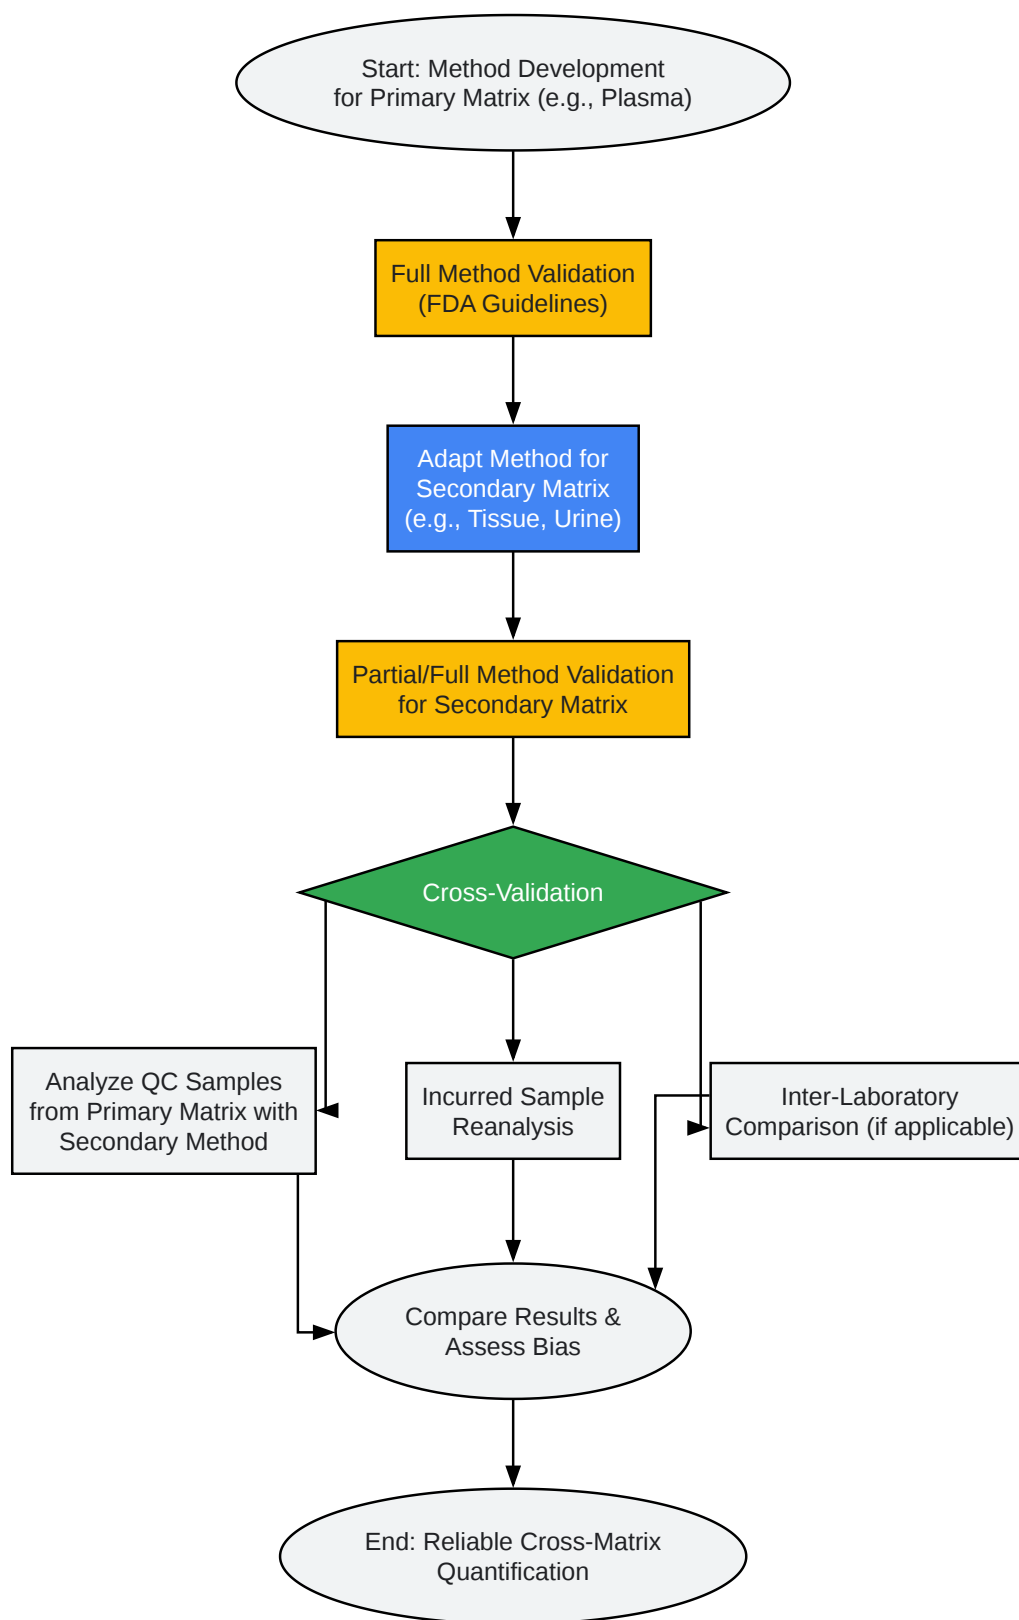 Start: Method Development
for Primary Matrix (e.g., Plasma)
Full Method Validation
(FDA Guidelines)
Adapt Method for
Secondary Matrix
(e.g., Tissue, Urine)
Partial/Full Method Validation
for Secondary Matrix
Cross-Validation
Analyze QC Samples
from Primary Matrix with
Secondary Method
Incurred Sample
Reanalysis
Inter-Laboratory
Comparison (if applicable)
Compare Results &
Assess Bias
End: Reliable Cross-Matrix
Quantification